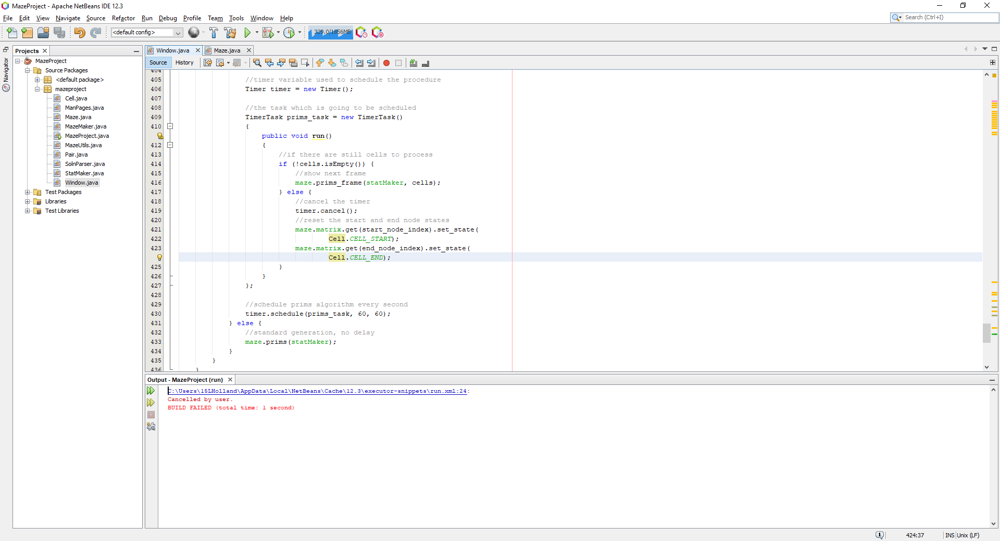 MazeProject - Apache NetBeans IDE 12.3
File Edit View Navigate Source Refactor Run Debug Profile Team Tools Window Help
Search (Ctrl+I)
<default config>
329.0/1856MB
Projects
Navigator
MazeProject
Source Packages
<default package>
mazeproject
Cell.java
ManPages.java
Maze.java
MazeMaker.java
MazeProject.java
MazeUtils.java
Pair.java
SolnParser.java
StatMaker.java
Window.java
Test Packages
Libraries
Test Libraries
Window.java Maze.java
Source History
404
405 //timer variable used to schedule the procedure
406 Timer timer = new Timer();
407
408 //the task which is going to be scheduled
409 TimerTask prims_task = new TimerTask()
410 {
public void run()
412 {
413 //if there are still cells to process
414 if (!cells.isEmpty()) {
415 //show next frame
416 maze.prims_frame(statMaker, cells);
417 } else {
418 //cancel the timer
419 timer.cancel();
420 //reset the start and end node states
421 maze.matrix.get(start_node_index).set_state(
422 Cell.CELL_START);
423 maze.matrix.get(end_node_index).set_state(
Cell.CELL_END);
425 }
426 }
427 };
428
429 //schedule prims algorithm every second
430 timer.schedule(prims_task, 60, 60);
431 } else {
432 //standard generation, no delay
433 maze.prims(statMaker);
434 }
435 }
436 }
Output - MazeProject (run)
C:\Users\15LHolland\AppData\Local\NetBeans\Cache\12.3\executor-snippets\run.xml:24:
Cancelled by user.
BUILD FAILED (total time: 1 second)
1
424:37
INS Unix (LF)